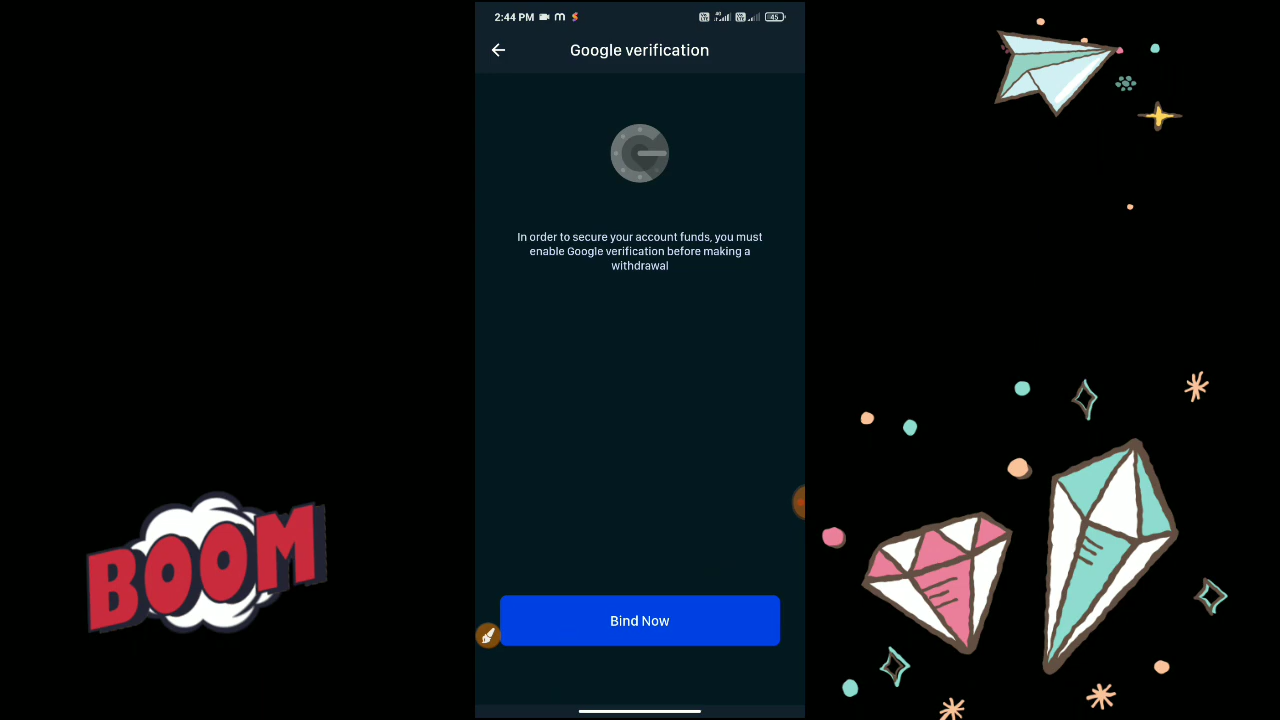 2:44 PM
45
Google verification
In order to secure your account funds, you must
enable Google verification before making a
withdrawal
Bind Now
BOOM